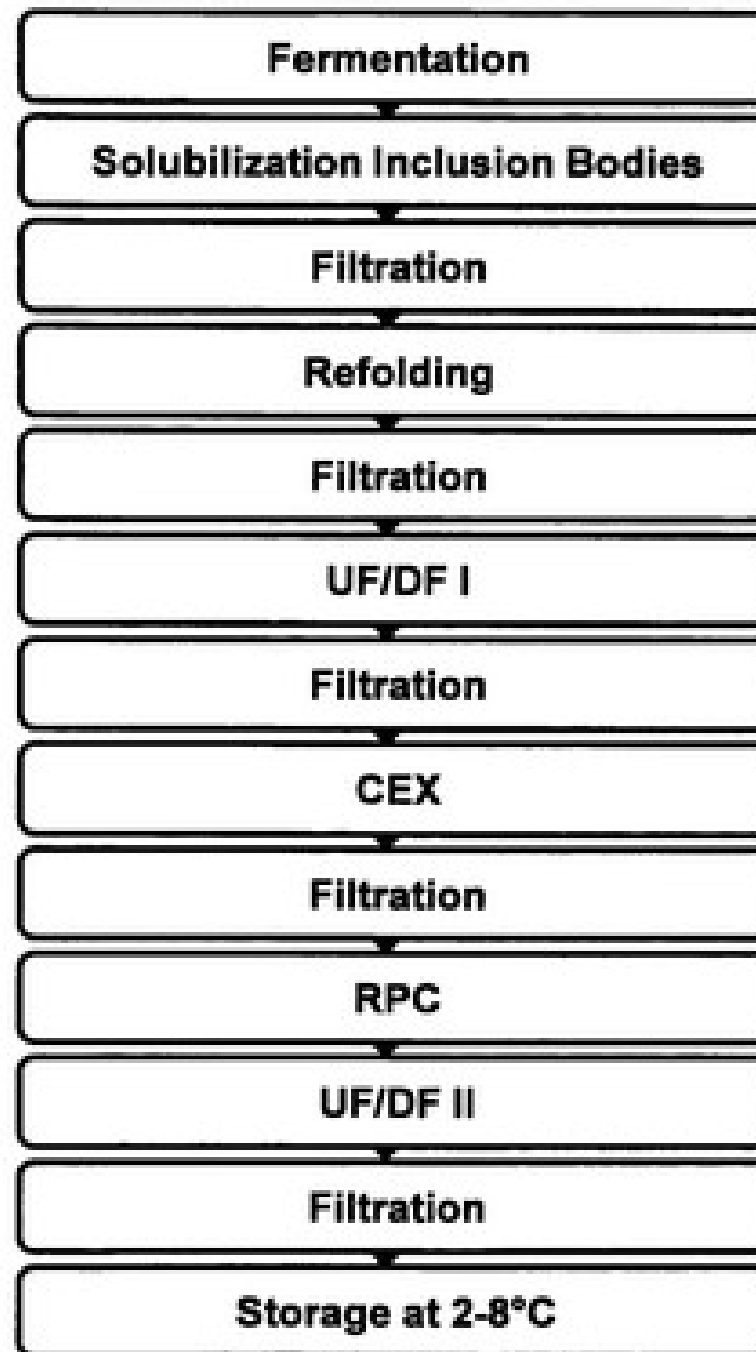 Fermentation
Solubilization Inclusion Bodies
Filtration
Refolding
Filtration
UF/DF I
Filtration
CEX
Filtration
RPC
UF/DF II
Filtration
Storage at 2-8°C